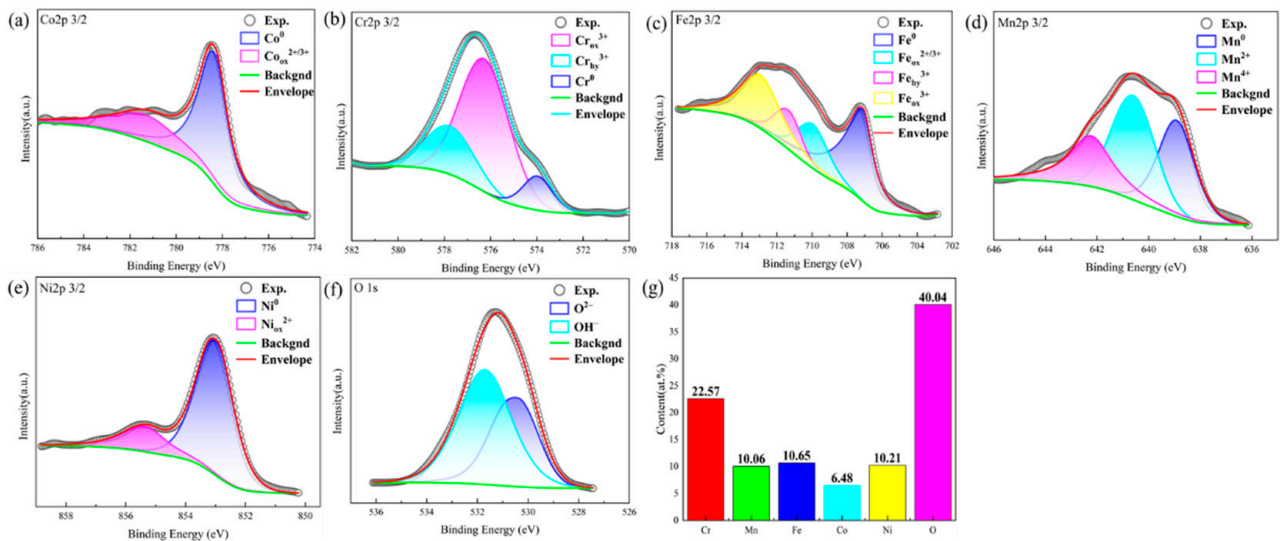 (a)
Co2p 3/2
Exp.
Co⁰
Coₒₓ²⁺/³⁺
Backgnd
Envelope
Intensity(a.u.)
786 784 782 780 778 776 774
Binding Energy (eV)
(b)
Cr2p 3/2
Exp.
Crₒₓ³⁺
Cr_hy³⁺
Cr⁰
Backgnd
Envelope
Intensity(a.u.)
582 580 578 576 574 572 570
Binding Energy (eV)
(c)
Fe2p 3/2
Exp.
Fe⁰
Feₒₓ²⁺/³⁺
Fe_hy³⁺
Feₒₓ³⁺
Backgnd
Envelope
Intensity(a.u.)
718 716 714 712 710 708 706 704 702
Binding Energy (eV)
(d)
Mn2p 3/2
Exp.
Mn⁰
Mn²⁺
Mn⁴⁺
Backgnd
Envelope
Intensity(a.u.)
646 644 642 640 638 636
Binding Energy (eV)
(e)
Ni2p 3/2
Exp.
Ni⁰
Niₒₓ²⁺
Backgnd
Envelope
Intensity(a.u.)
858 856 854 852 850
Binding Energy (eV)
(f)
O 1s
Exp.
O²⁻
OH⁻
Backgnd
Envelope
Intensity(a.u.)
536 534 532 530 528 526
Binding Energy (eV)
(g)
Content(at.%)
45
40
35
30
25
20
15
10
5
0
22.57
10.06
10.65
6.48
10.21
40.04
Cr Mn Fe Co Ni O